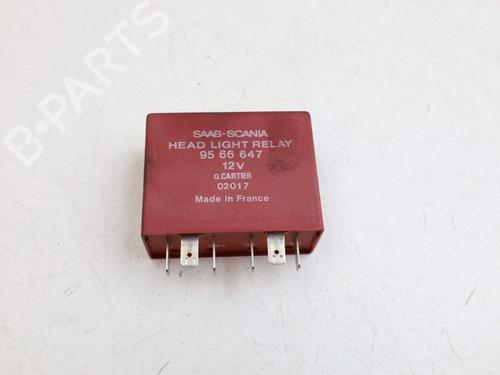 B-PARTS
SAAB-SCANIA
HEAD LIGHT RELAY
95 66 647
12V
G.CARTIER
02017
Made in France